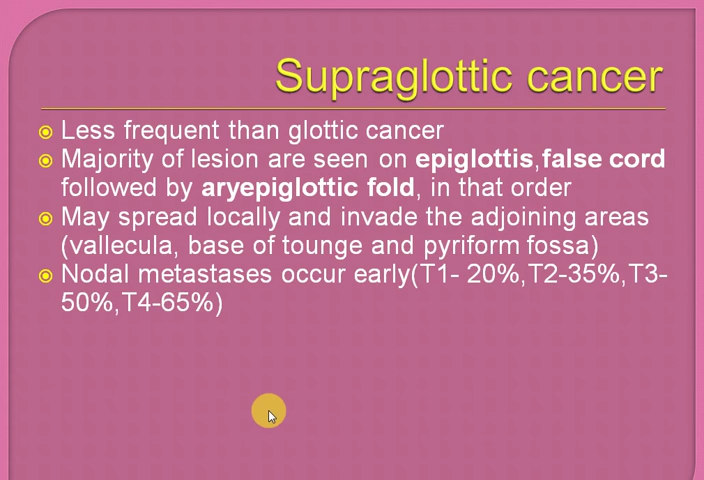 Supraglottic cancer
Less frequent than glottic cancer
Majority of lesion are seen on epiglottis,false cord
followed by aryepiglottic fold, in that order
May spread locally and invade the adjoining areas
(vallecula, base of tounge and pyriform fossa)
Nodal metastases occur early(T1- 20%,T2-35%,T3-
50%,T4-65%)